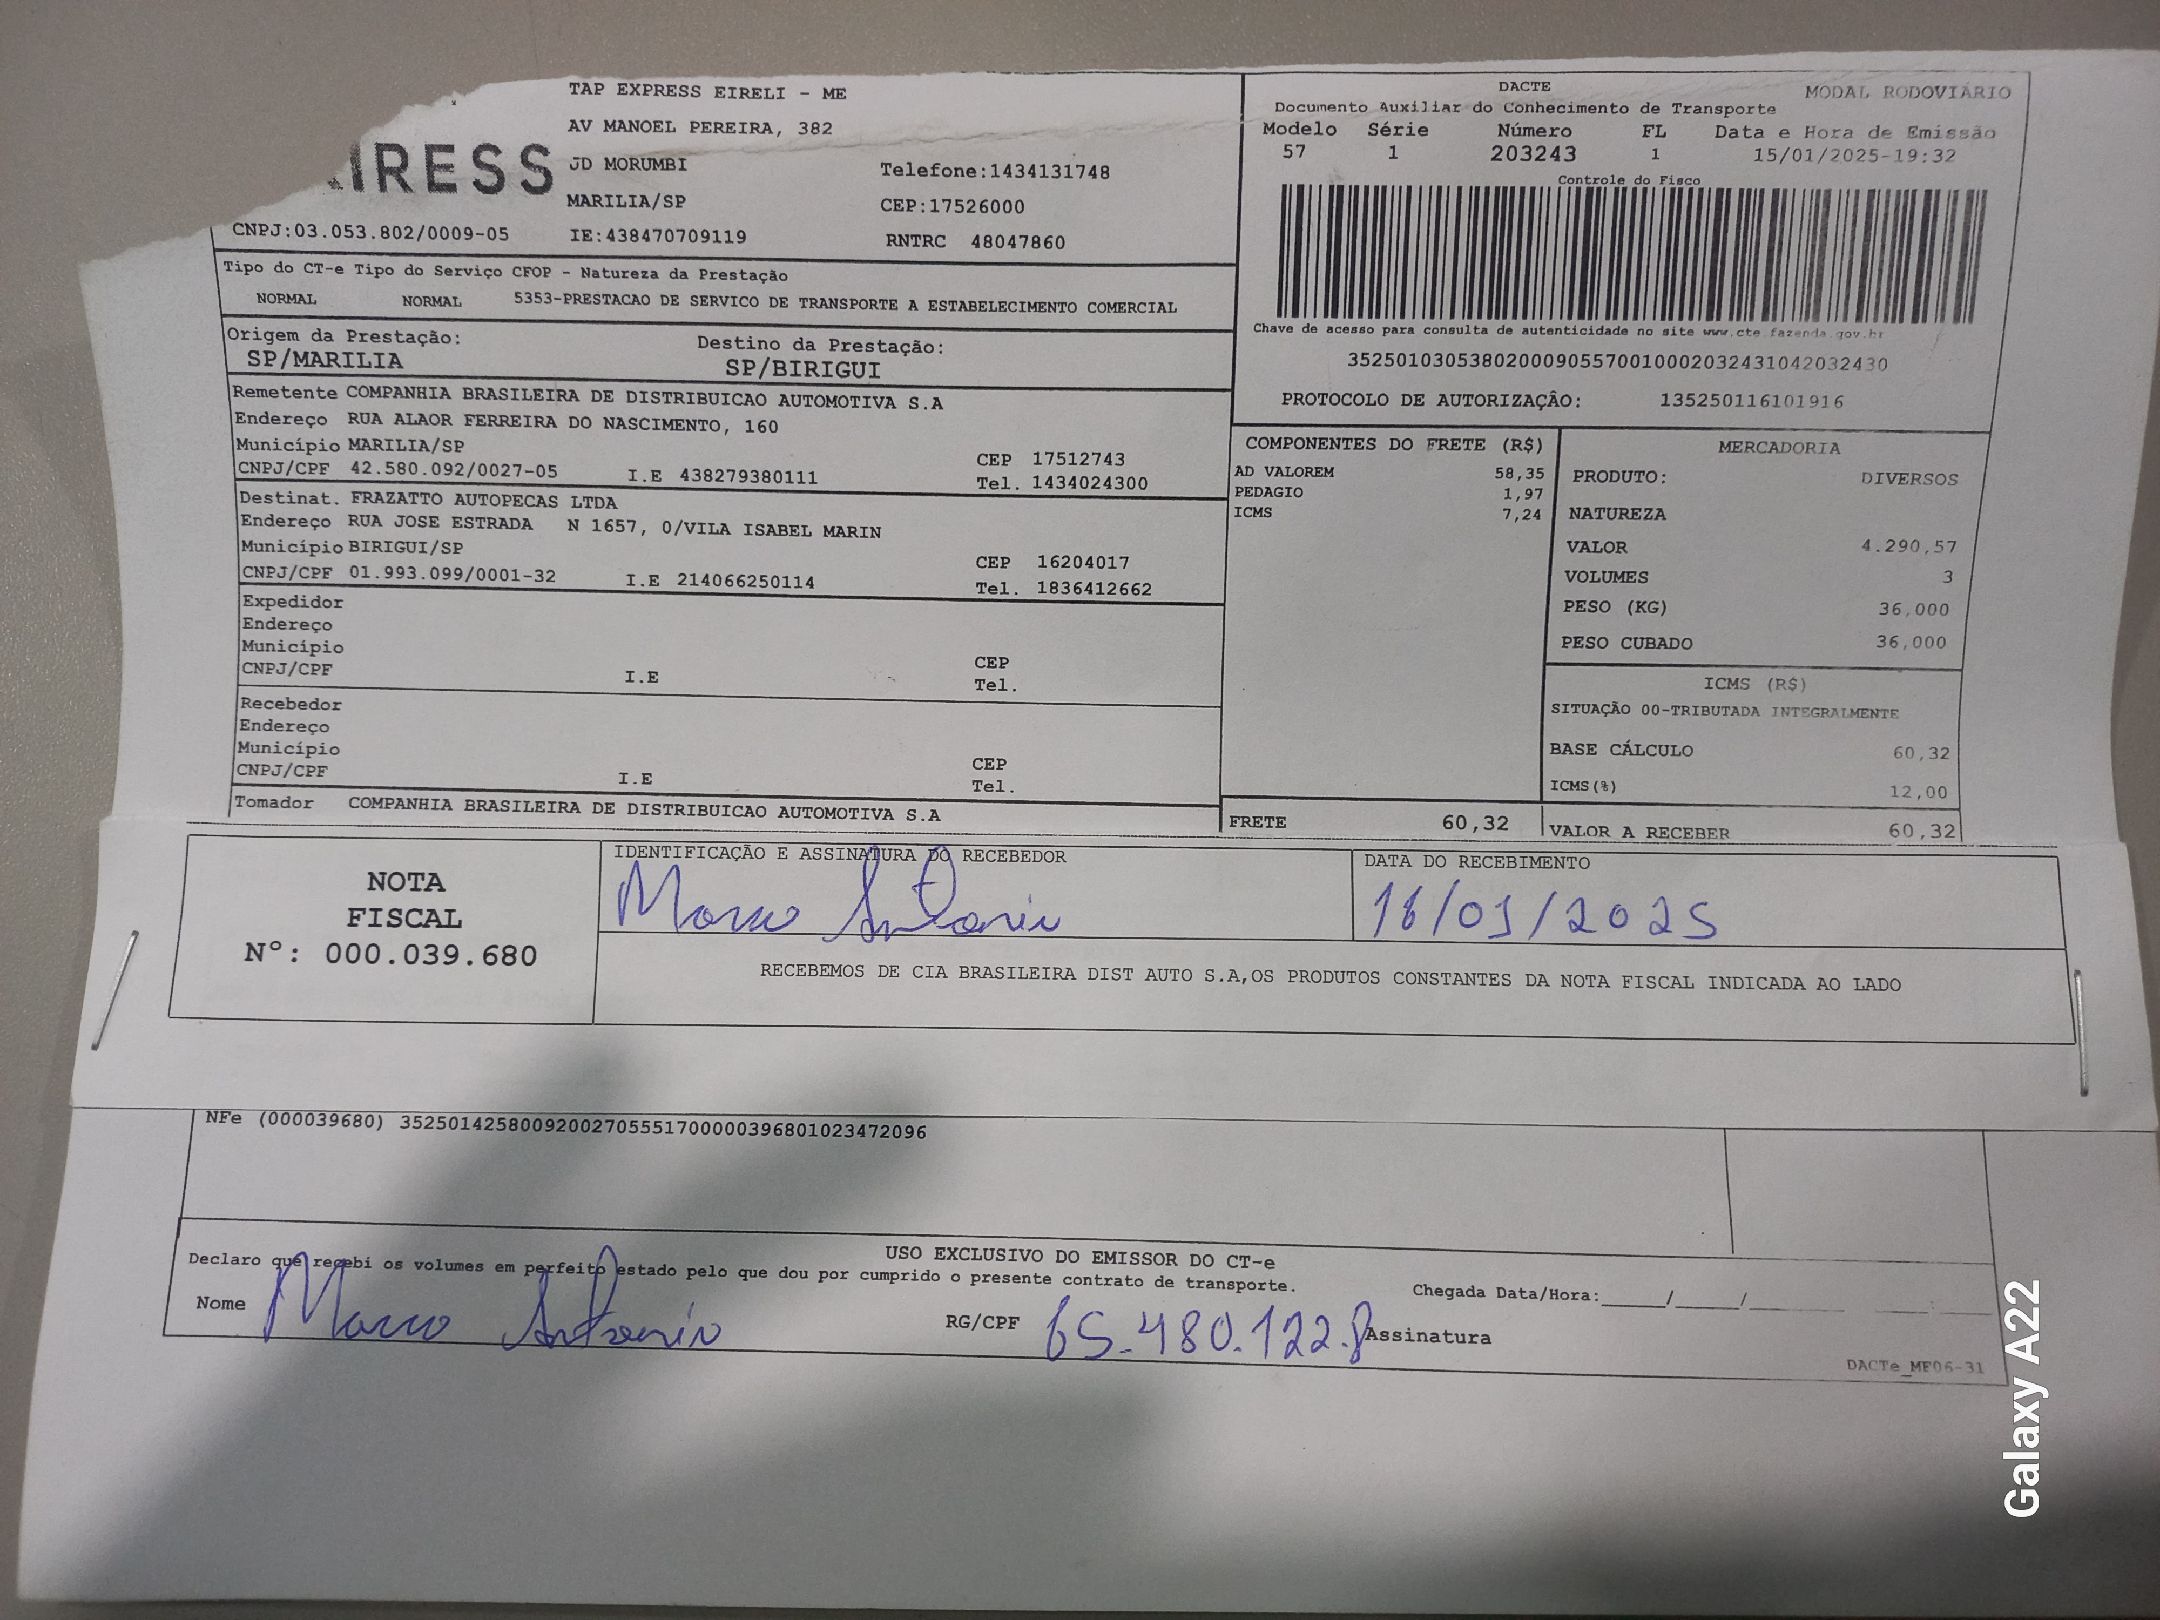 TAP EXPRESS EIRELI - ME
AV MANOEL PEREIRA, 382
JD MORUMBI
Telefone:1434131748
MARILIA/SP
CEP:17526000
CNPJ:03.053.802/0009-05 IE:438470709119 RNTRC 48047860
Tipo do CT-e Tipo do Serviço CFOP - Natureza da Prestação
NORMAL NORMAL 5353-PRESTACAO DE SERVICO DE TRANSPORTE A ESTABELECIMENTO COMERCIAL
Origem da Prestação: Destino da Prestação:
SP/MARILIA SP/BIRIGUI
DACTE MODAL RODOVIÁRIO
Documento Auxiliar do Conhecimento de Transporte
Modelo Série Número FL Data e Hora de Emissão
57 1 203243 1 15/01/2025-19:32
Controle do Fisco
Chave de acesso para consulta de autenticidade no site www.cte.fazenda.gov.br
35250103053802000905570010002032431042032430
PROTOCOLO DE AUTORIZAÇÃO: 135250116101916
Remetente COMPANHIA BRASILEIRA DE DISTRIBUICAO AUTOMOTIVA S.A
Endereço RUA ALAOR FERREIRA DO NASCIMENTO, 160
Município MARILIA/SP CEP 17512743
CNPJ/CPF 42.580.092/0027-05 I.E 438279380111 Tel. 1434024300
Destinat. FRAZATTO AUTOPECAS LTDA
Endereço RUA JOSE ESTRADA N 1657, 0/VILA ISABEL MARIN
Município BIRIGUI/SP CEP 16204017
CNPJ/CPF 01.993.099/0001-32 I.E 214066250114 Tel. 1836412662
Expedidor
Endereço
Município CEP
CNPJ/CPF I.E Tel.
Recebedor
Endereço
Município CEP
CNPJ/CPF I.E Tel.
Tomador COMPANHIA BRASILEIRA DE DISTRIBUICAO AUTOMOTIVA S.A
COMPONENTES DO FRETE (R$)
AD VALOREM 58,35
PEDAGIO 1,97
ICMS 7,24
FRETE 60,32
MERCADORIA
PRODUTO: DIVERSOS
NATUREZA
VALOR 4.290,57
VOLUMES 3
PESO (KG) 36,000
PESO CUBADO 36,000
ICMS (R$)
SITUAÇÃO 00-TRIBUTADA INTEGRALMENTE
BASE CÁLCULO 60,32
ICMS(%) 12,00
VALOR A RECEBER 60,32
NOTA
FISCAL
N°: 000.039.680
IDENTIFICAÇÃO E ASSINATURA DO RECEBEDOR
Marco Antonio
DATA DO RECEBIMENTO
16/01/2025
RECEBEMOS DE CIA BRASILEIRA DIST AUTO S.A,OS PRODUTOS CONSTANTES DA NOTA FISCAL INDICADA AO LADO
NFe (000039680) 35250142580092002705551700000396801023472096
USO EXCLUSIVO DO EMISSOR DO CT-e
Declaro que recebi os volumes em perfeito estado pelo que dou por cumprido o presente contrato de transporte.
Chegada Data/Hora:_____/_____/_______ ____:____
Nome Marco Antonio RG/CPF 65.480.122.8 Assinatura
DACTe_MF06-31
Galaxy A22